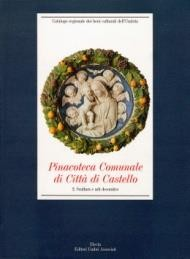 Catalogo regionale dei beni culturali dell'Umbria
Pinacoteca Comunale
di Città di Castello
2. Scultura e arti decorative
Electa
Editori Umbri Associati